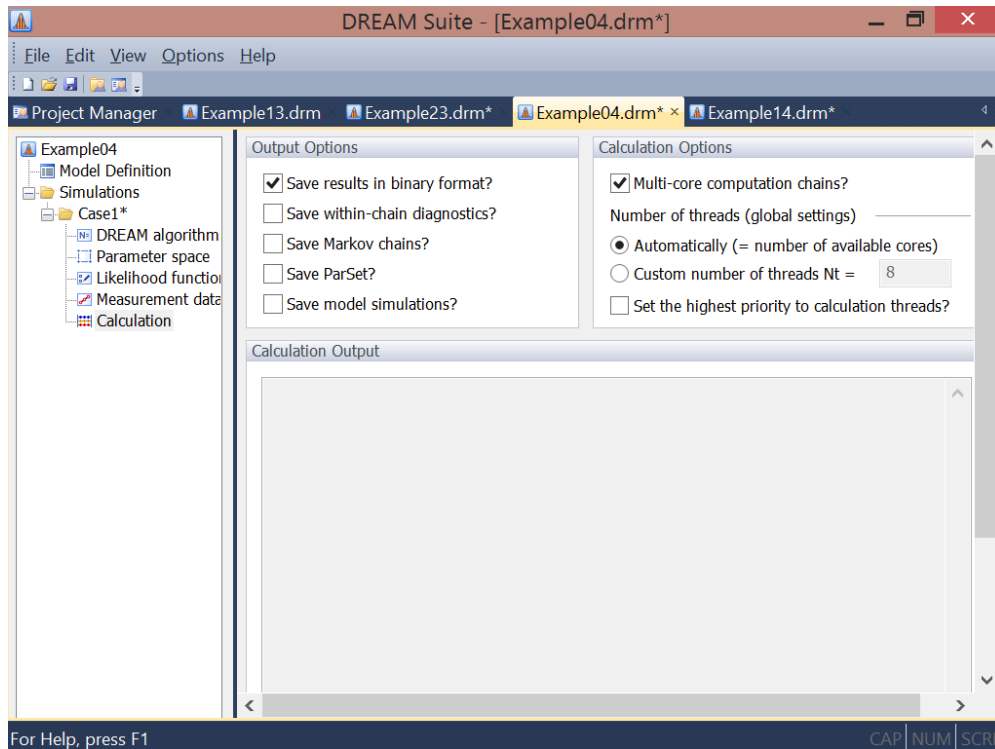 DREAM Suite - [Example04.drm*]
File Edit View Options Help
Project Manager Example13.drm Example23.drm* Example04.drm* Example14.drm*
Example04
Model Definition
Simulations
Case1*
DREAM algorithm
Parameter space
Likelihood function
Measurement data
Calculation
Output Options
Save results in binary format?
Save within-chain diagnostics?
Save Markov chains?
Save ParSet?
Save model simulations?
Calculation Options
Multi-core computation chains?
Number of threads (global settings)
Automatically (= number of available cores)
Custom number of threads Nt = 8
Set the highest priority to calculation threads?
Calculation Output
For Help, press F1
CAP NUM SCRL